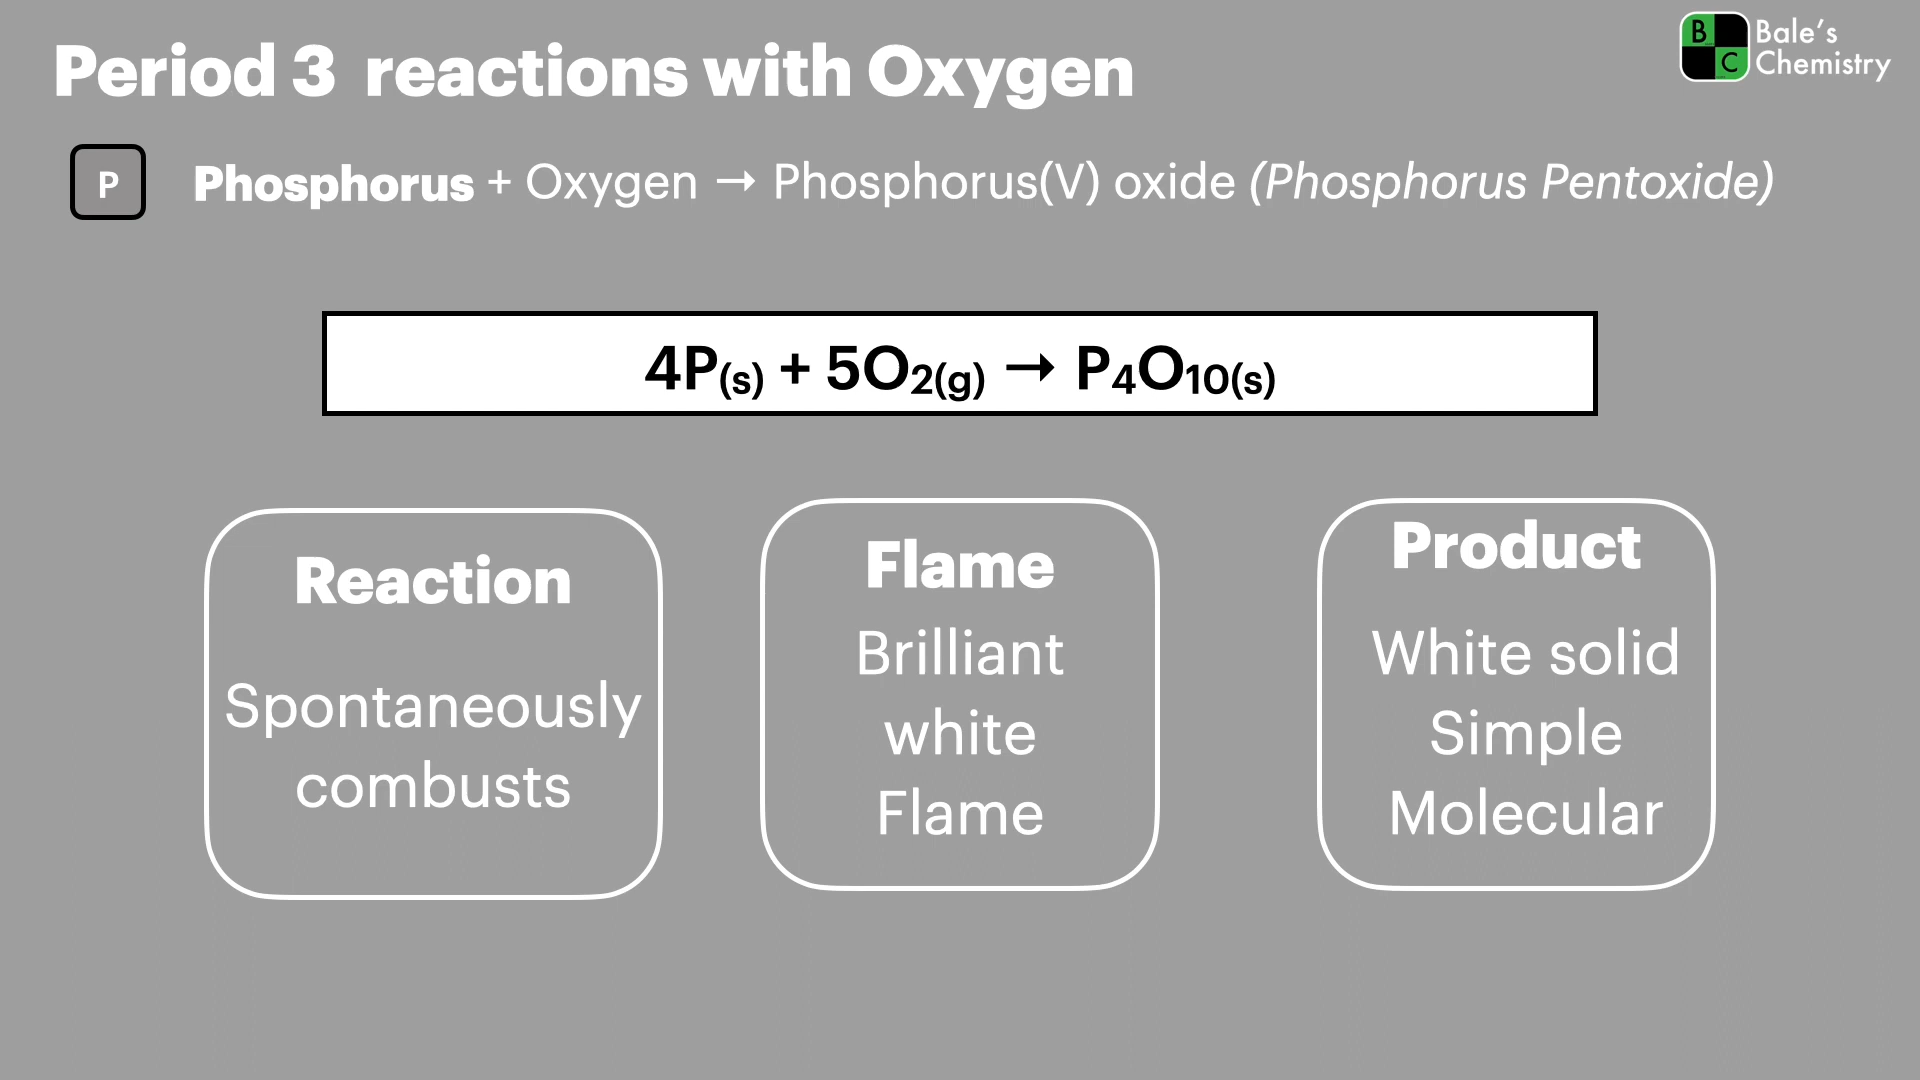 Period 3 reactions with Oxygen
B
C
Bale's
Chemistry
P
Phosphorus + Oxygen → Phosphorus(V) oxide (Phosphorus Pentoxide)
4P(s) + 5O2(g) → P4O10(s)
Reaction
Spontaneously
combusts
Flame
Brilliant
white
Flame
Product
White solid
Simple
Molecular